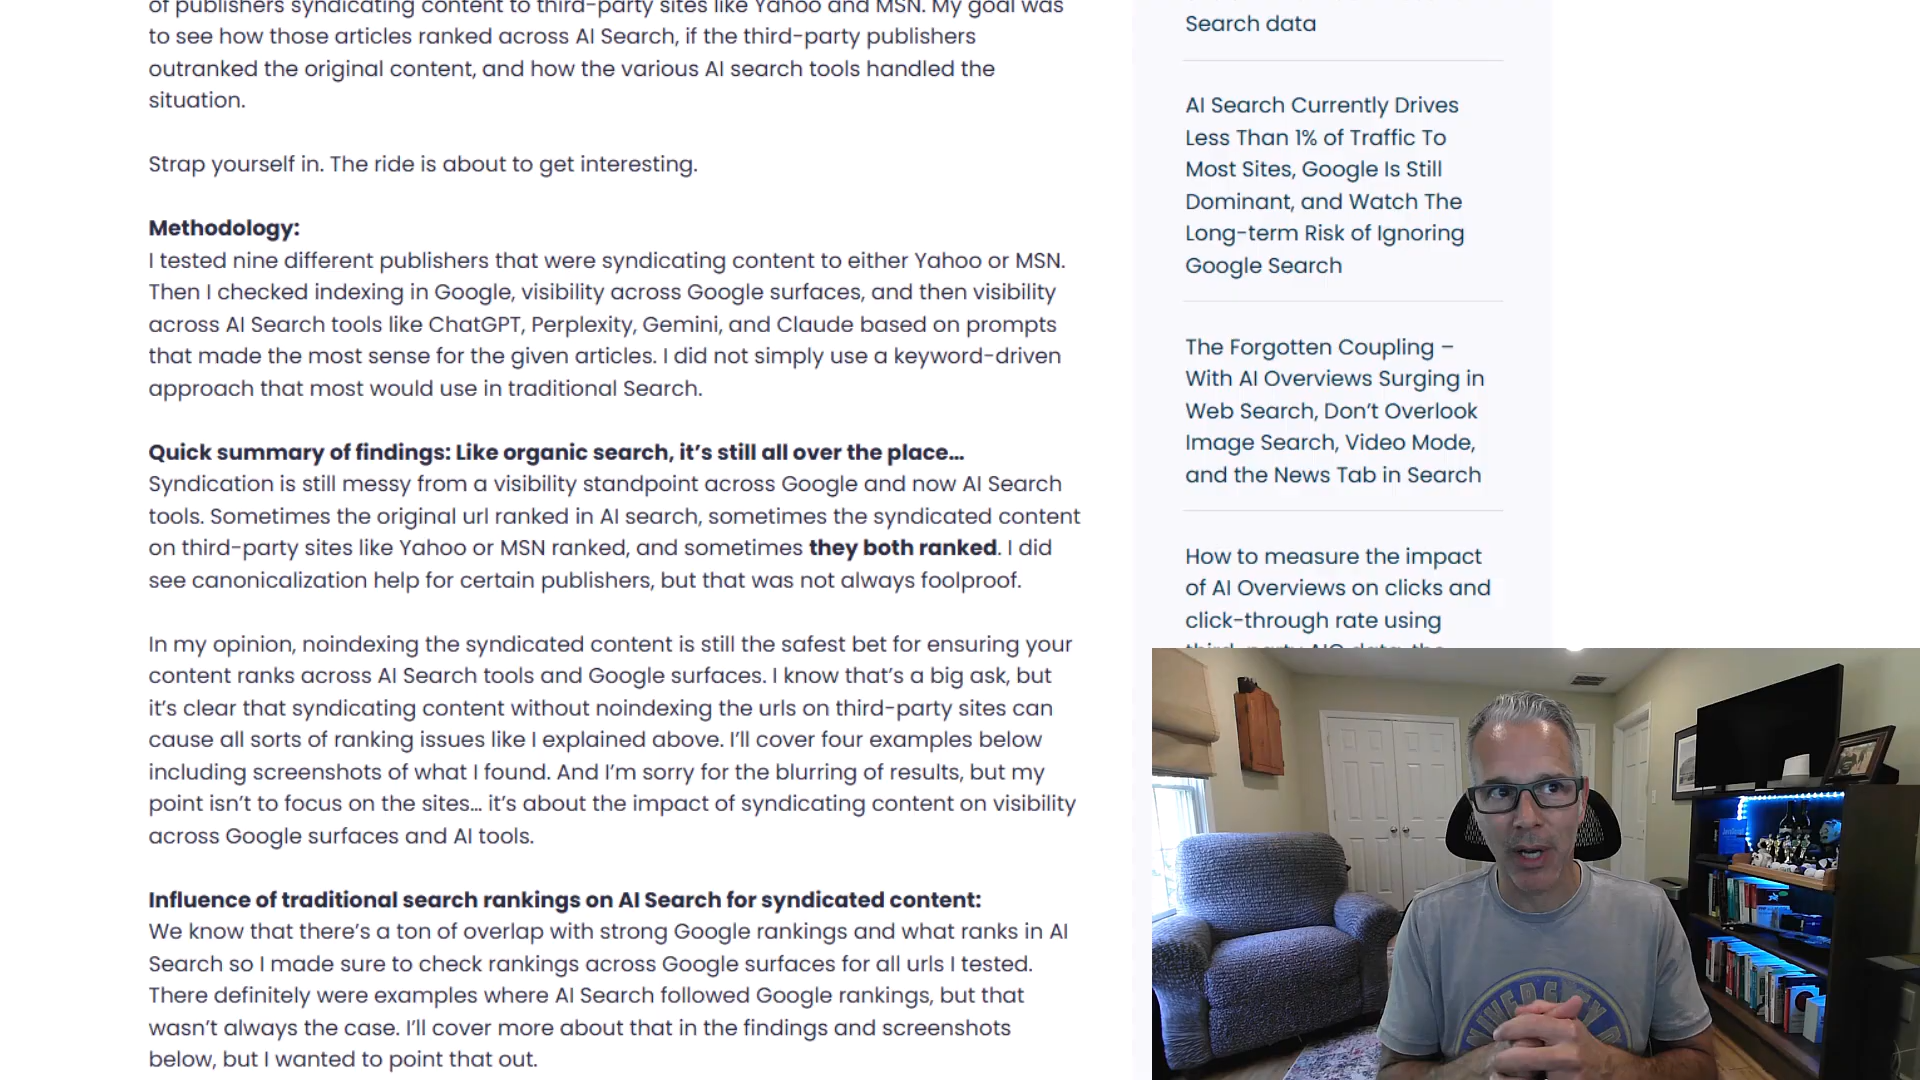 of publishers syndicating content to third-party sites like Yahoo and MSN. My goal was
to see how those articles ranked across AI Search, if the third-party publishers
outranked the original content, and how the various AI search tools handled the
situation.
Strap yourself in. The ride is about to get interesting.
Methodology:
I tested nine different publishers that were syndicating content to either Yahoo or MSN.
Then I checked indexing in Google, visibility across Google surfaces, and then visibility
across AI Search tools like ChatGPT, Perplexity, Gemini, and Claude based on prompts
that made the most sense for the given articles. I did not simply use a keyword-driven
approach that most would use in traditional Search.
Quick summary of findings: Like organic search, it's still all over the place…
Syndication is still messy from a visibility standpoint across Google and now AI Search
tools. Sometimes the original url ranked in AI search, sometimes the syndicated content
on third-party sites like Yahoo or MSN ranked, and sometimes they both ranked. I did
see canonicalization help for certain publishers, but that was not always foolproof.
In my opinion, noindexing the syndicated content is still the safest bet for ensuring your
content ranks across AI Search tools and Google surfaces. I know that's a big ask, but
it's clear that syndicating content without noindexing the urls on third-party sites can
cause all sorts of ranking issues like I explained above. I'll cover four examples below
including screenshots of what I found. And I'm sorry for the blurring of results, but my
point isn't to focus on the sites… it's about the impact of syndicating content on visibility
across Google surfaces and AI tools.
Influence of traditional search rankings on AI Search for syndicated content:
We know that there's a ton of overlap with strong Google rankings and what ranks in AI
Search so I made sure to check rankings across Google surfaces for all urls I tested.
There definitely were examples where AI Search followed Google rankings, but that
wasn't always the case. I'll cover more about that in the findings and screenshots
below, but I wanted to point that out.
Search data
AI Search Currently Drives
Less Than 1% of Traffic To
Most Sites, Google Is Still
Dominant, and Watch The
Long-term Risk of Ignoring
Google Search
The Forgotten Coupling –
With AI Overviews Surging in
Web Search, Don't Overlook
Image Search, Video Mode,
and the News Tab in Search
How to measure the impact
of AI Overviews on clicks and
click-through rate using
third-party AIO data, the